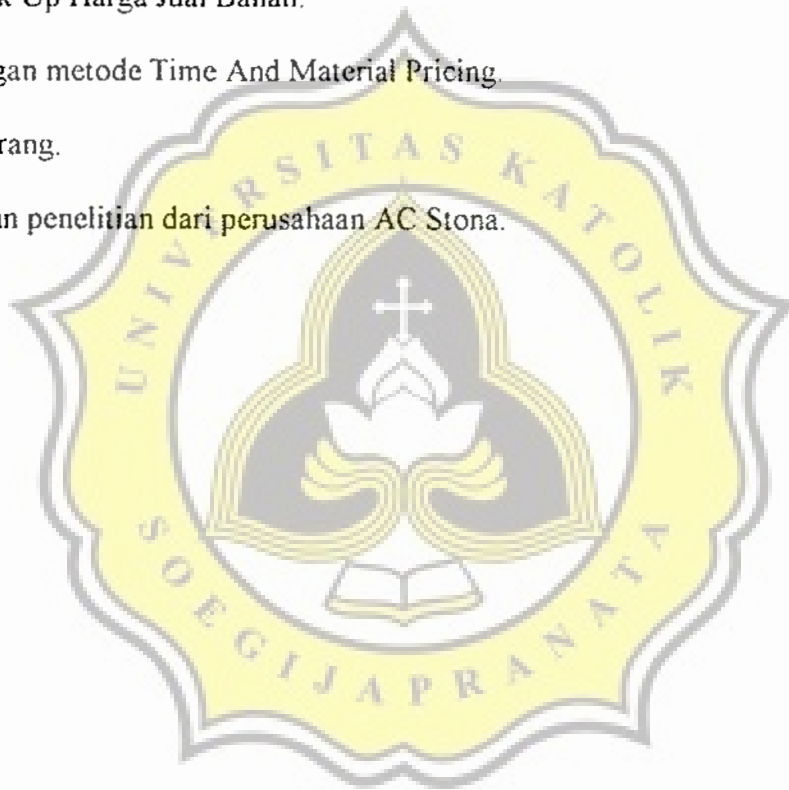 Up Harga Jual Bahan.
gan metode Time And Material Pricing.
rang.
n penelitian dari perusahaan AC Stona.
UNIVERSITAS KATOLIK
SOEGIJAPRANATA